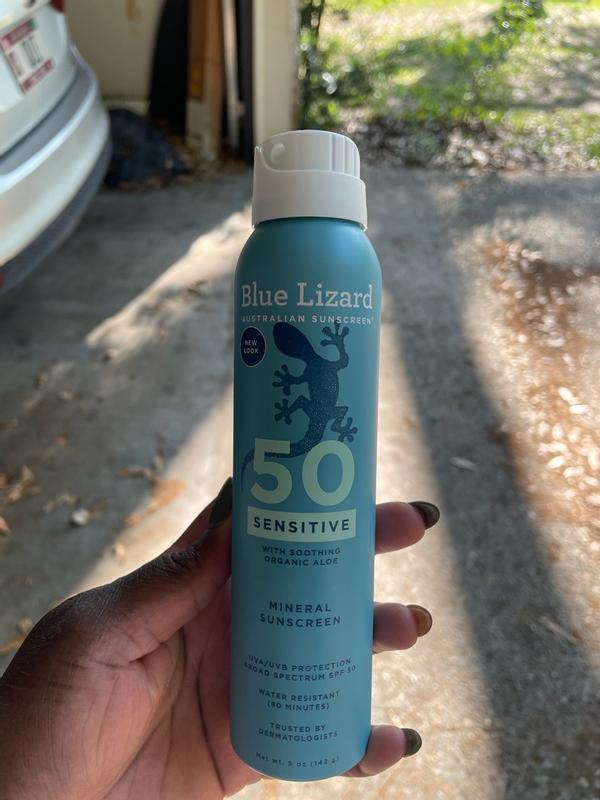 Blue Lizard
AUSTRALIAN SUNSCREEN®
NEW
LOOK
50
SENSITIVE
WITH SOOTHING
ORGANIC ALOE
MINERAL
SUNSCREEN
UVA/UVB PROTECTION
BROAD SPECTRUM SPF 50
WATER RESISTANT
(80 MINUTES)
TRUSTED BY
DERMATOLOGISTS
Net wt. 5 oz (142 g)